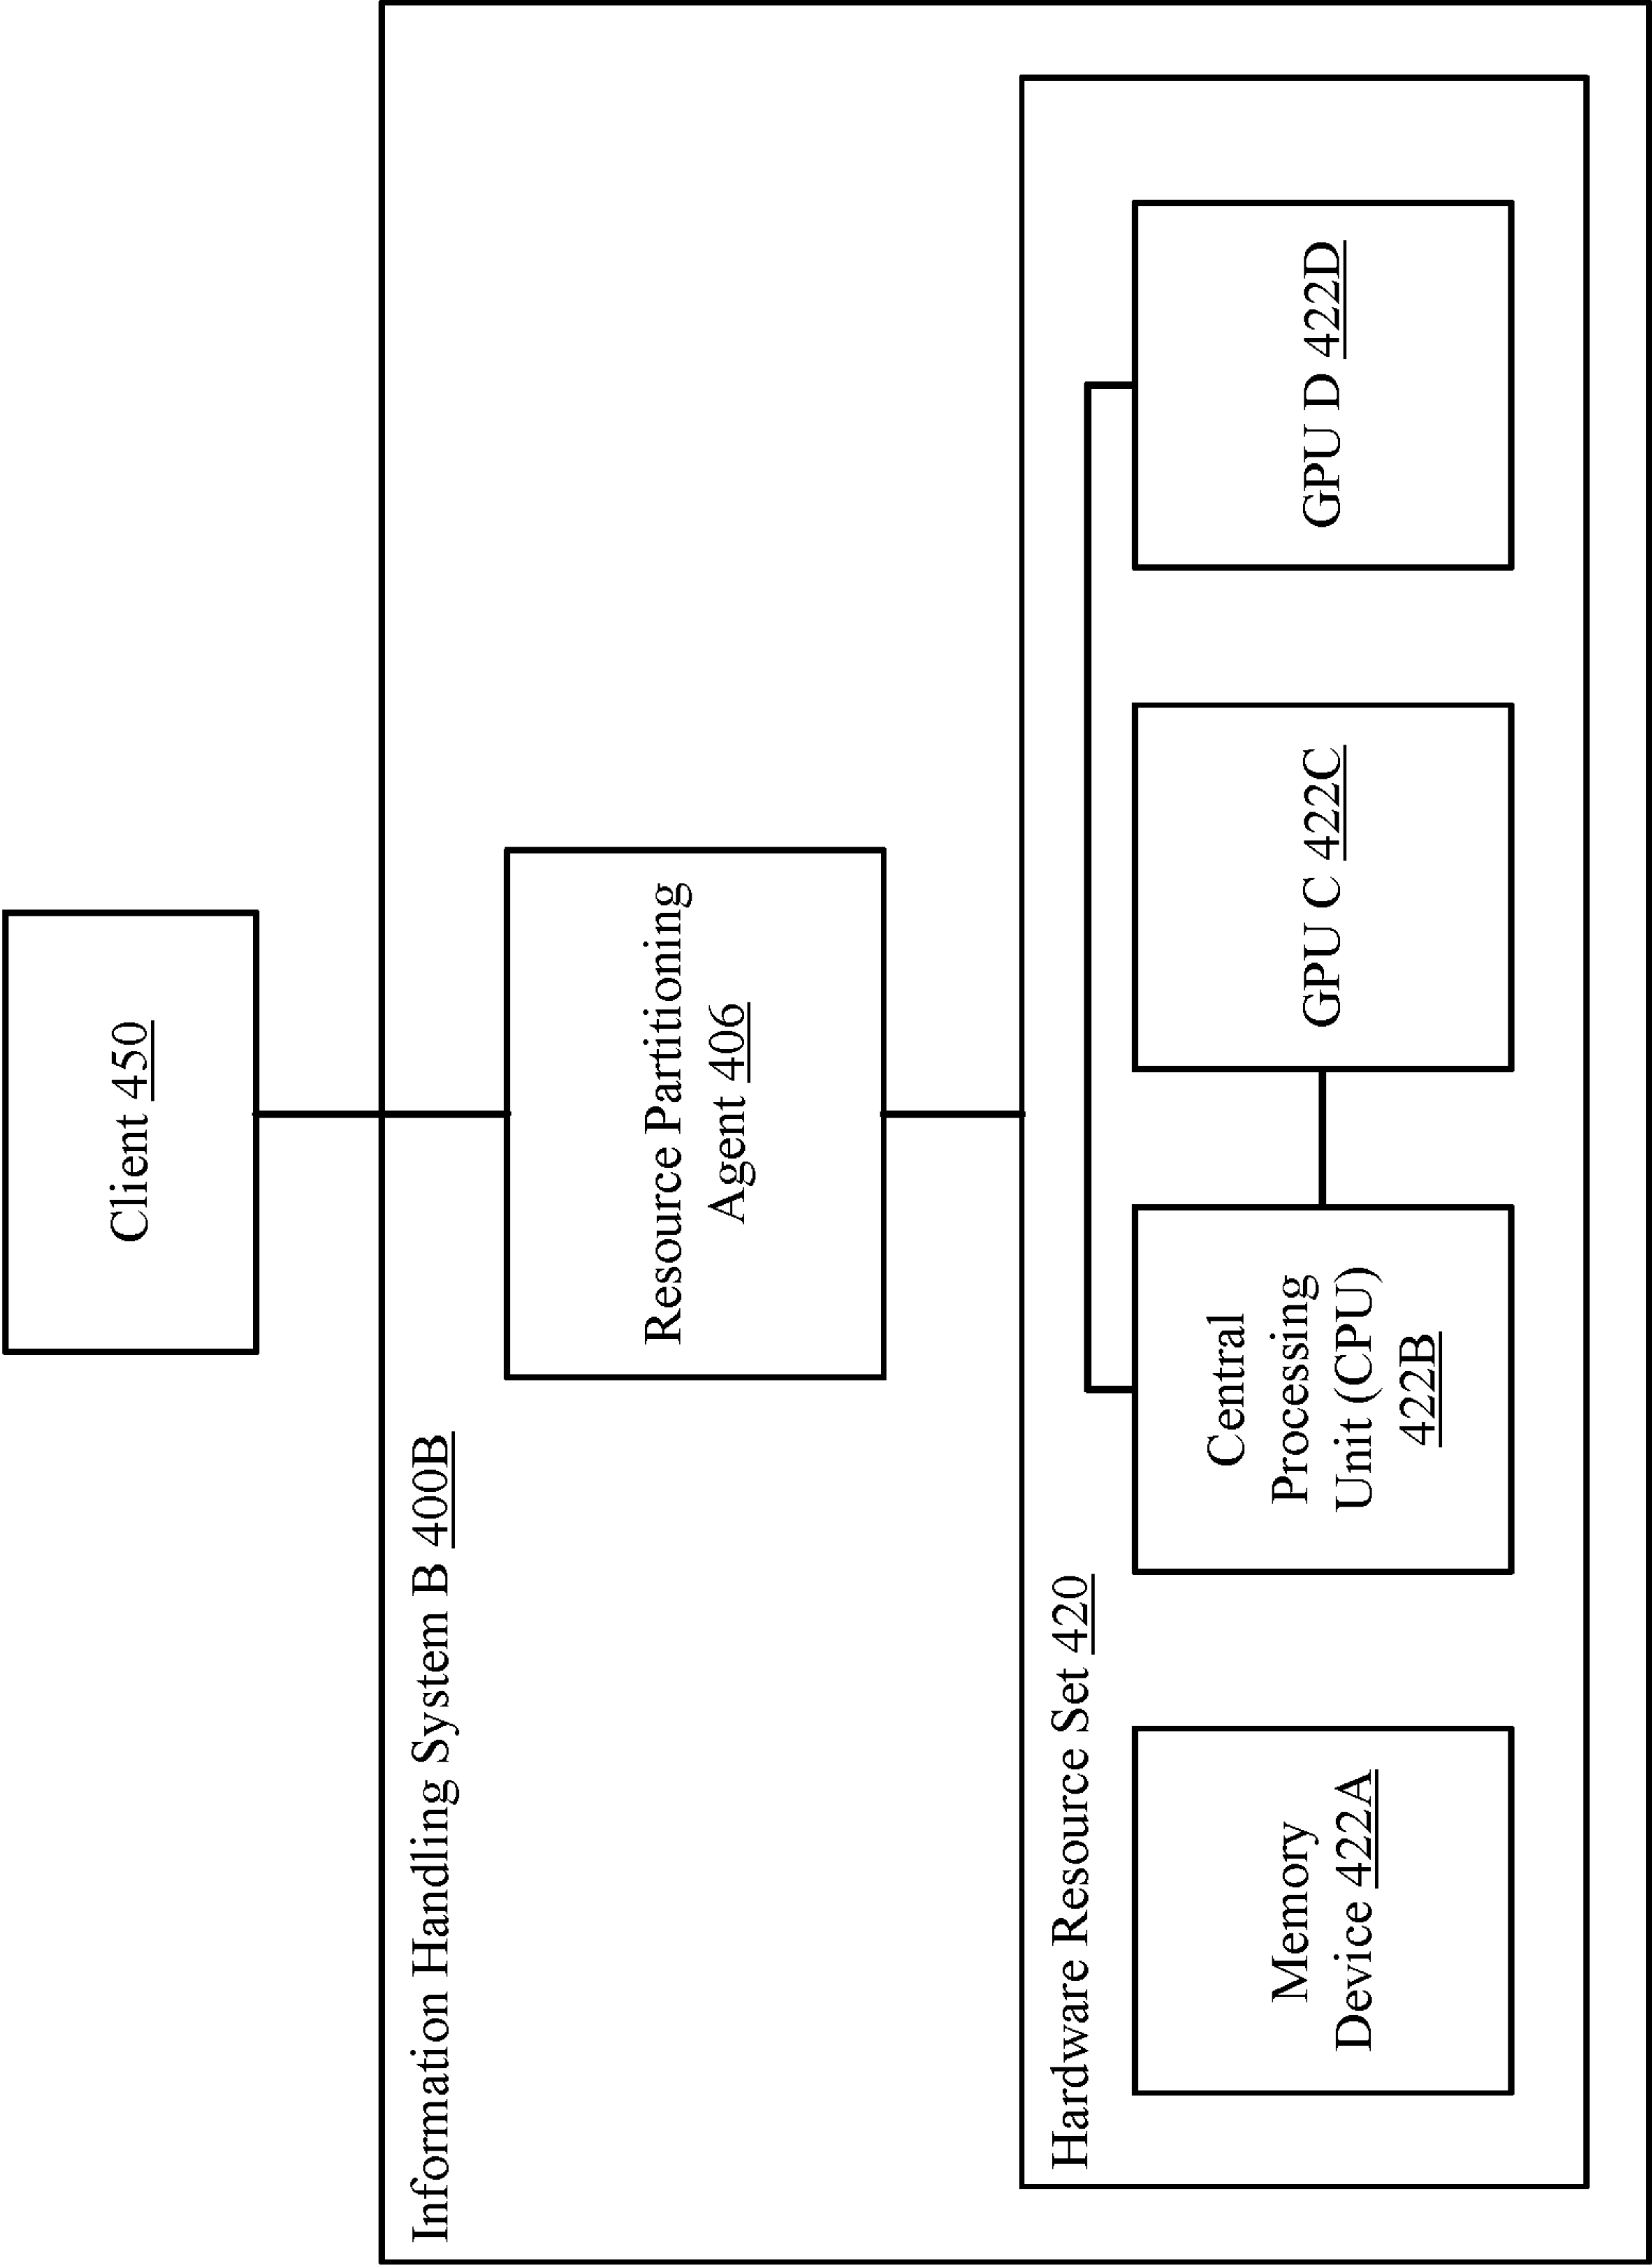 Client 450
Information Handling System B 400B
Resource Partitioning
Agent 406
Hardware Resource Set 420
Memory
Device 422A
Central
Processing
Unit (CPU)
422B
GPU C 422C
GPU D 422D